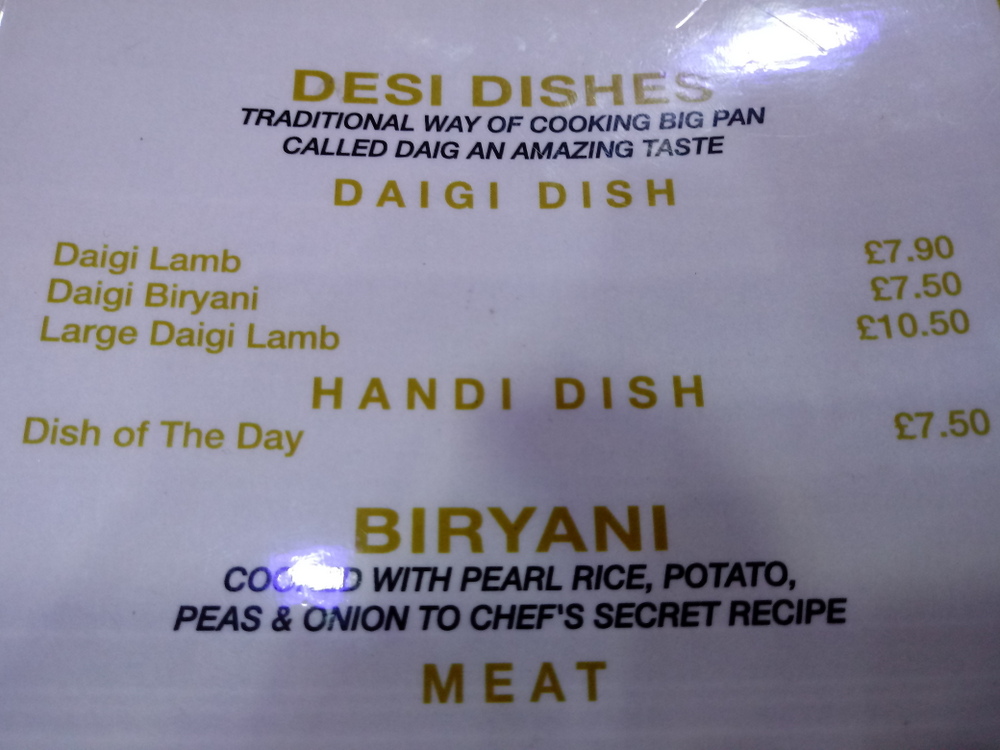 DESI DISHES
TRADITIONAL WAY OF COOKING BIG PAN
CALLED DAIG AN AMAZING TASTE
DAIGI DISH
Daigi Lamb £7.90
Daigi Biryani £7.50
Large Daigi Lamb £10.50
HANDI DISH
Dish of The Day £7.50
BIRYANI
COOKED WITH PEARL RICE, POTATO,
PEAS & ONION TO CHEF'S SECRET RECIPE
MEAT